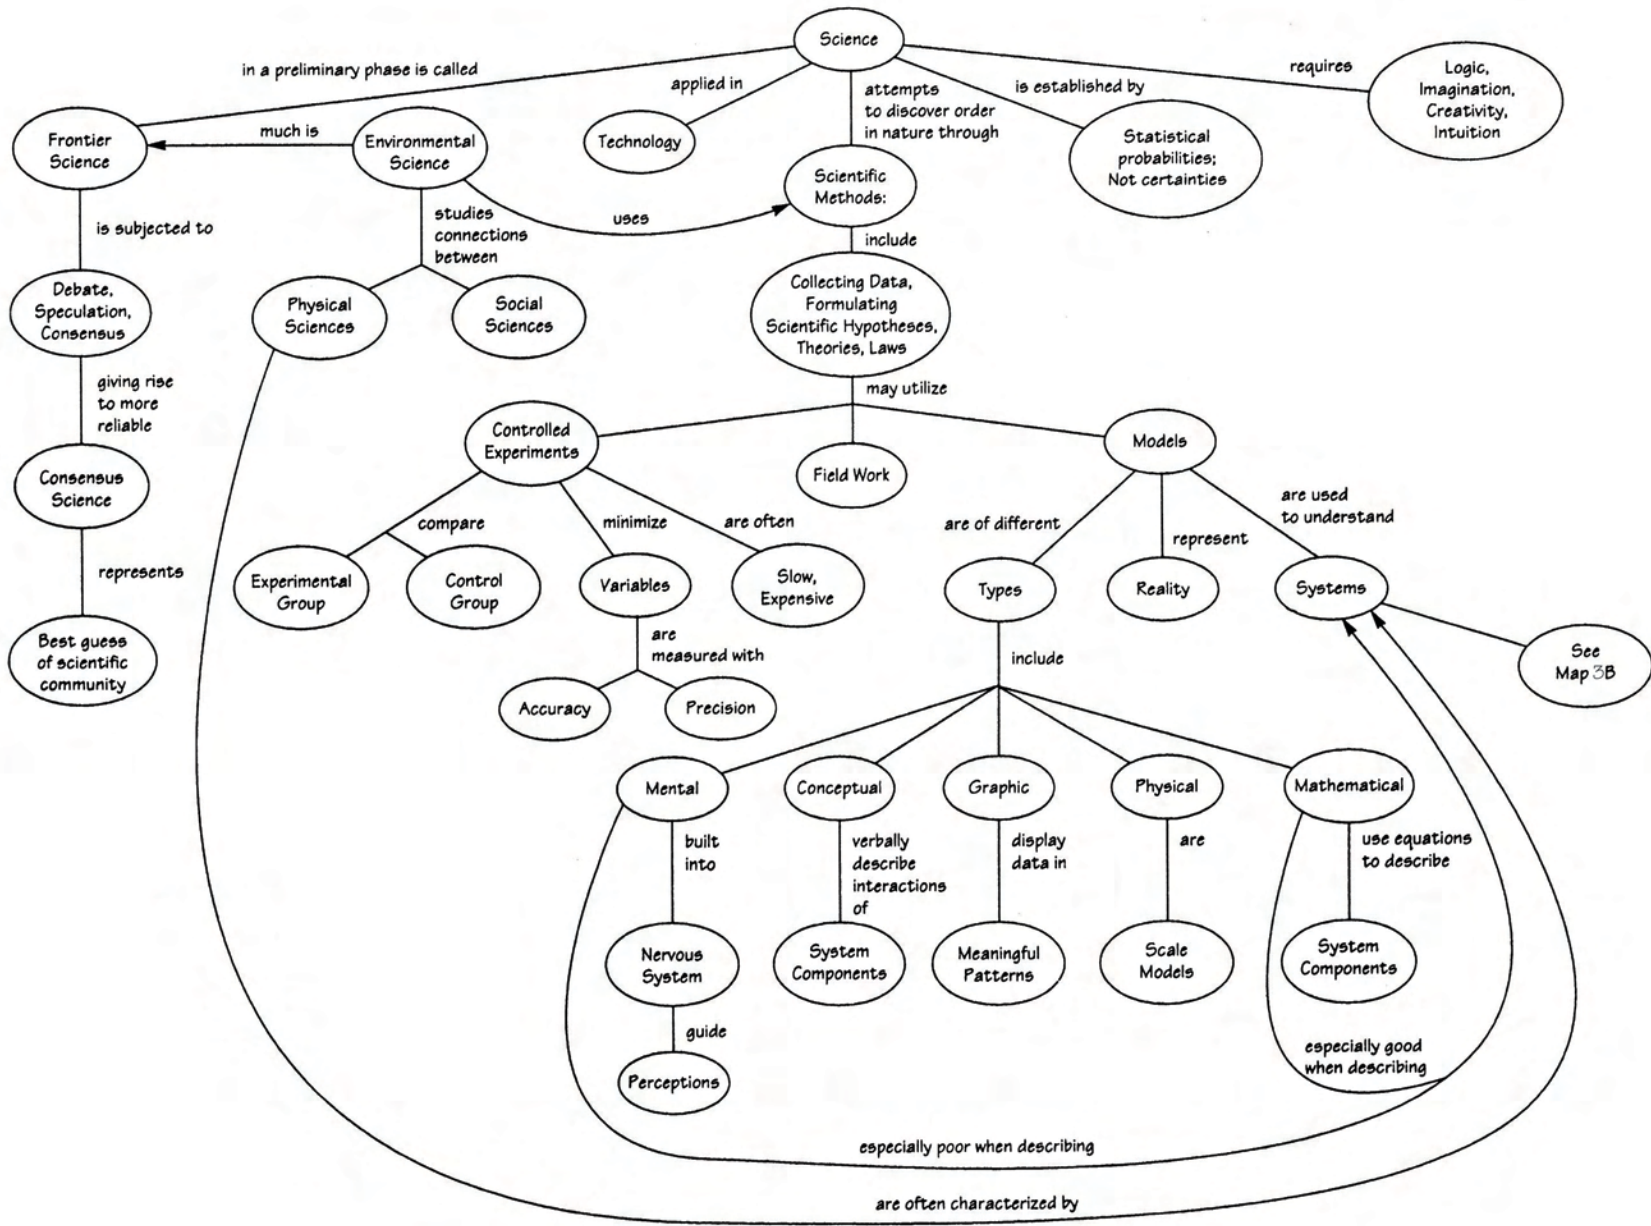 Science
in a preliminary phase is called
applied in
attempts
to discover order
in nature through
is established by
requires
Logic,
Imagination,
Creativity,
Intuition
Frontier
Science
much is
Environmental
Science
Technology
Scientific
Methods:
Statistical
probabilities;
Not certainties
is subjected to
studies
connections
between
uses
include
Debate,
Speculation,
Consensus
Physical
Sciences
Social
Sciences
Collecting Data,
Formulating
Scientific Hypotheses,
Theories, Laws
giving rise
to more
reliable
may utilize
Controlled
Experiments
Field Work
Models
Consensus
Science
compare
minimize
are often
are of different
represent
are used
to understand
represents
Experimental
Group
Control
Group
Variables
Slow,
Expensive
Types
Reality
Systems
Best guess
of scientific
community
are
measured with
include
See
Map 3B
Accuracy
Precision
Mental
Conceptual
Graphic
Physical
Mathematical
built
into
verbally
describe
interactions
of
display
data in
are
use equations
to describe
Nervous
System
System
Components
Meaningful
Patterns
Scale
Models
System
Components
guide
especially good
when describing
Perceptions
especially poor when describing
are often characterized by